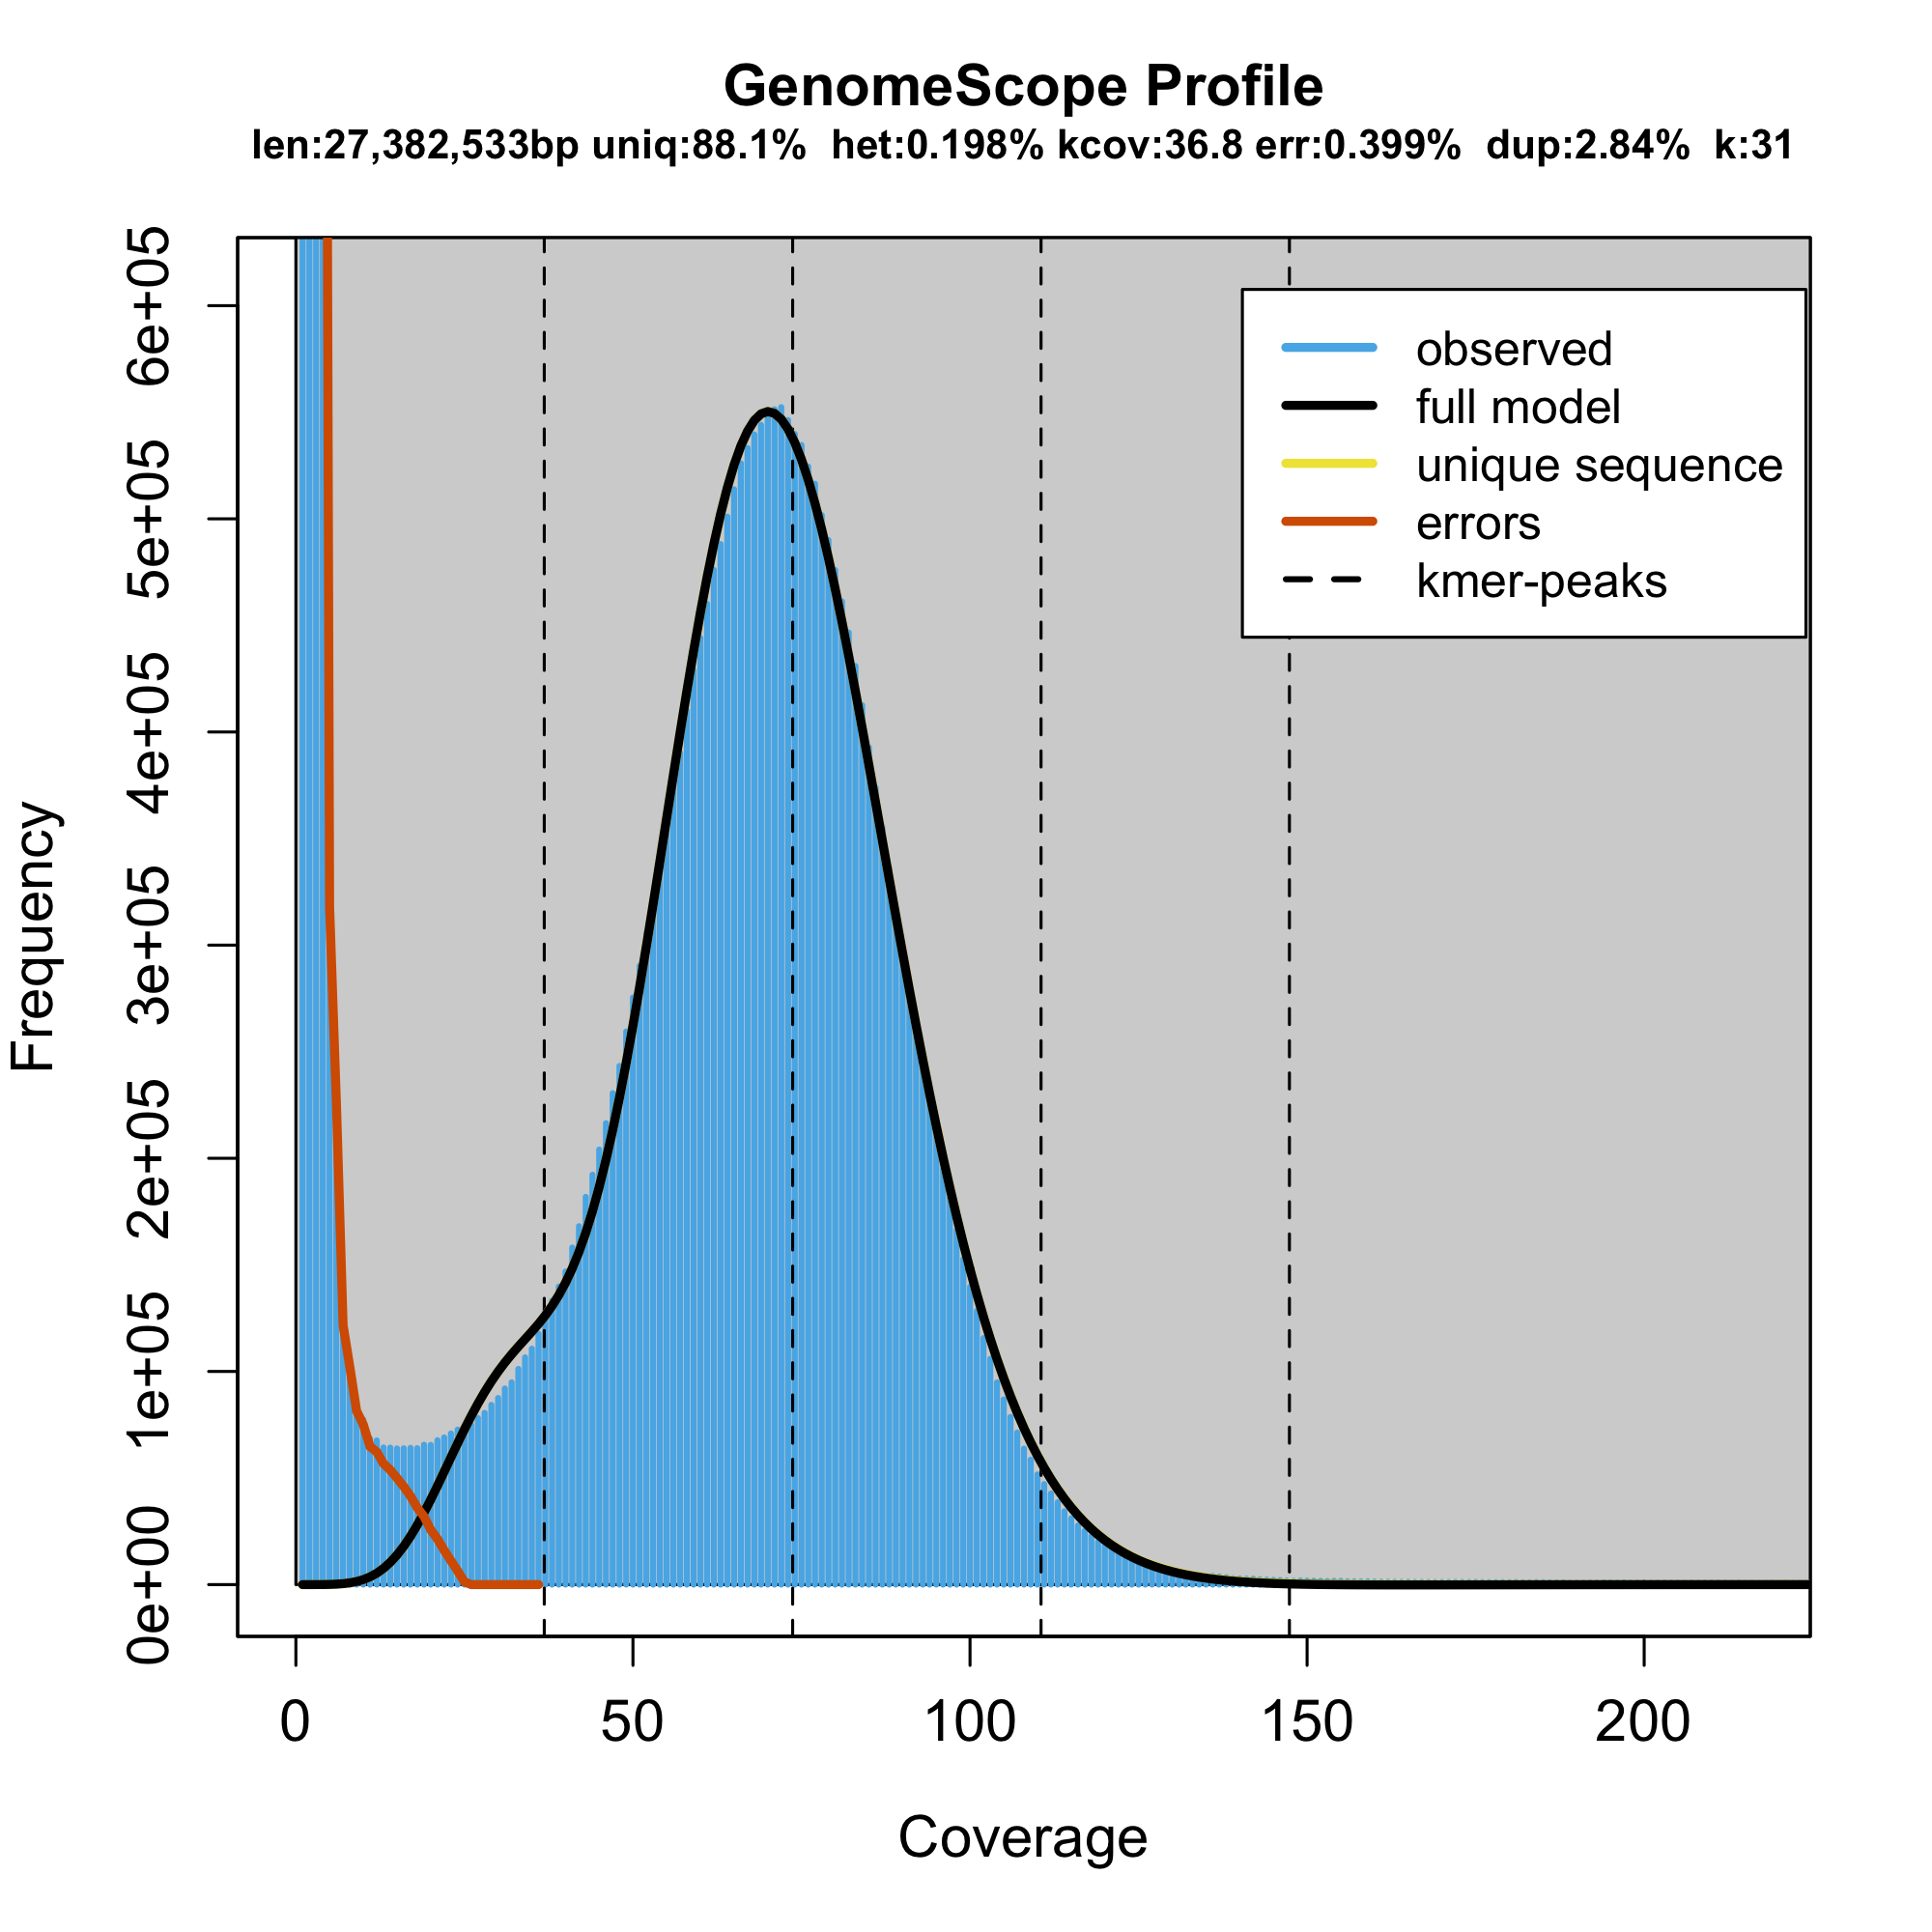 GenomeScope Profile
len:27,382,533bp uniq:88.1% het:0.198% kcov:36.8 err:0.399% dup:2.84% k:31
observed
full model
unique sequence
errors
kmer-peaks
Frequency
6e+05
5e+05
4e+05
3e+05
2e+05
1e+05
0e+00
0 50 100 150 200
Coverage